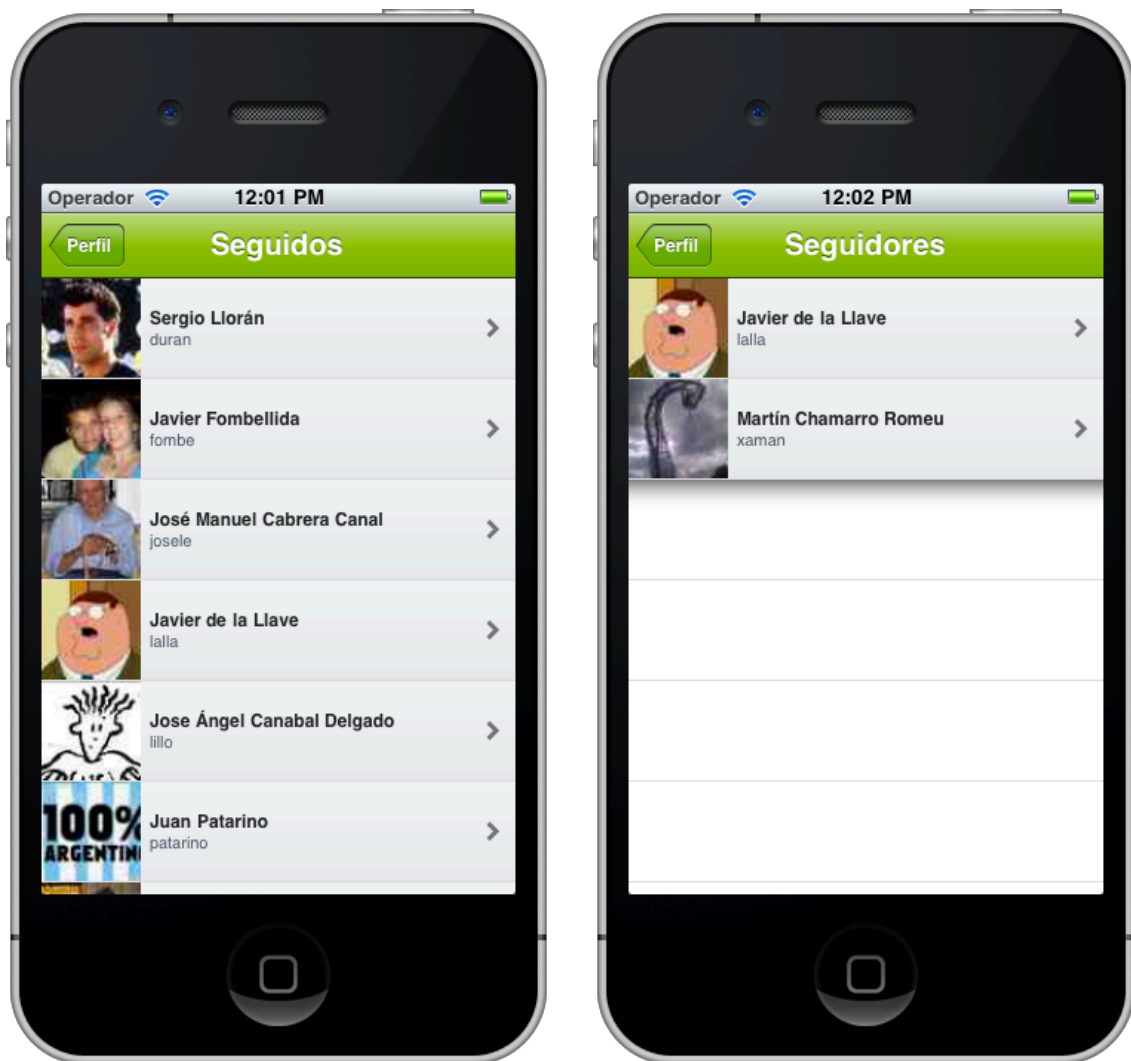 Operador 12:01 PM
Perfil Seguidos
Sergio Llorán
duran
Javier Fombellida
fombe
José Manuel Cabrera Canal
josele
Javier de la Llave
lalla
Jose Ángel Canabal Delgado
lillo
100%
ARGENTIN
Juan Patarino
patarino
Operador 12:02 PM
Perfil Seguidores
Javier de la Llave
lalla
Martín Chamarro Romeu
xaman